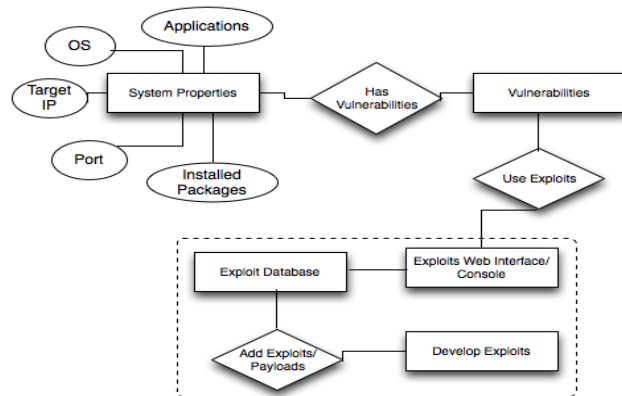 Applications
OS
Target
IP
System Properties
Has
Vulnerabilities
Vulnerabilities
Port
Installed
Packages
Use Exploits
Exploit Database
Exploits Web Interface/
Console
Add Exploits/
Payloads
Develop Exploits